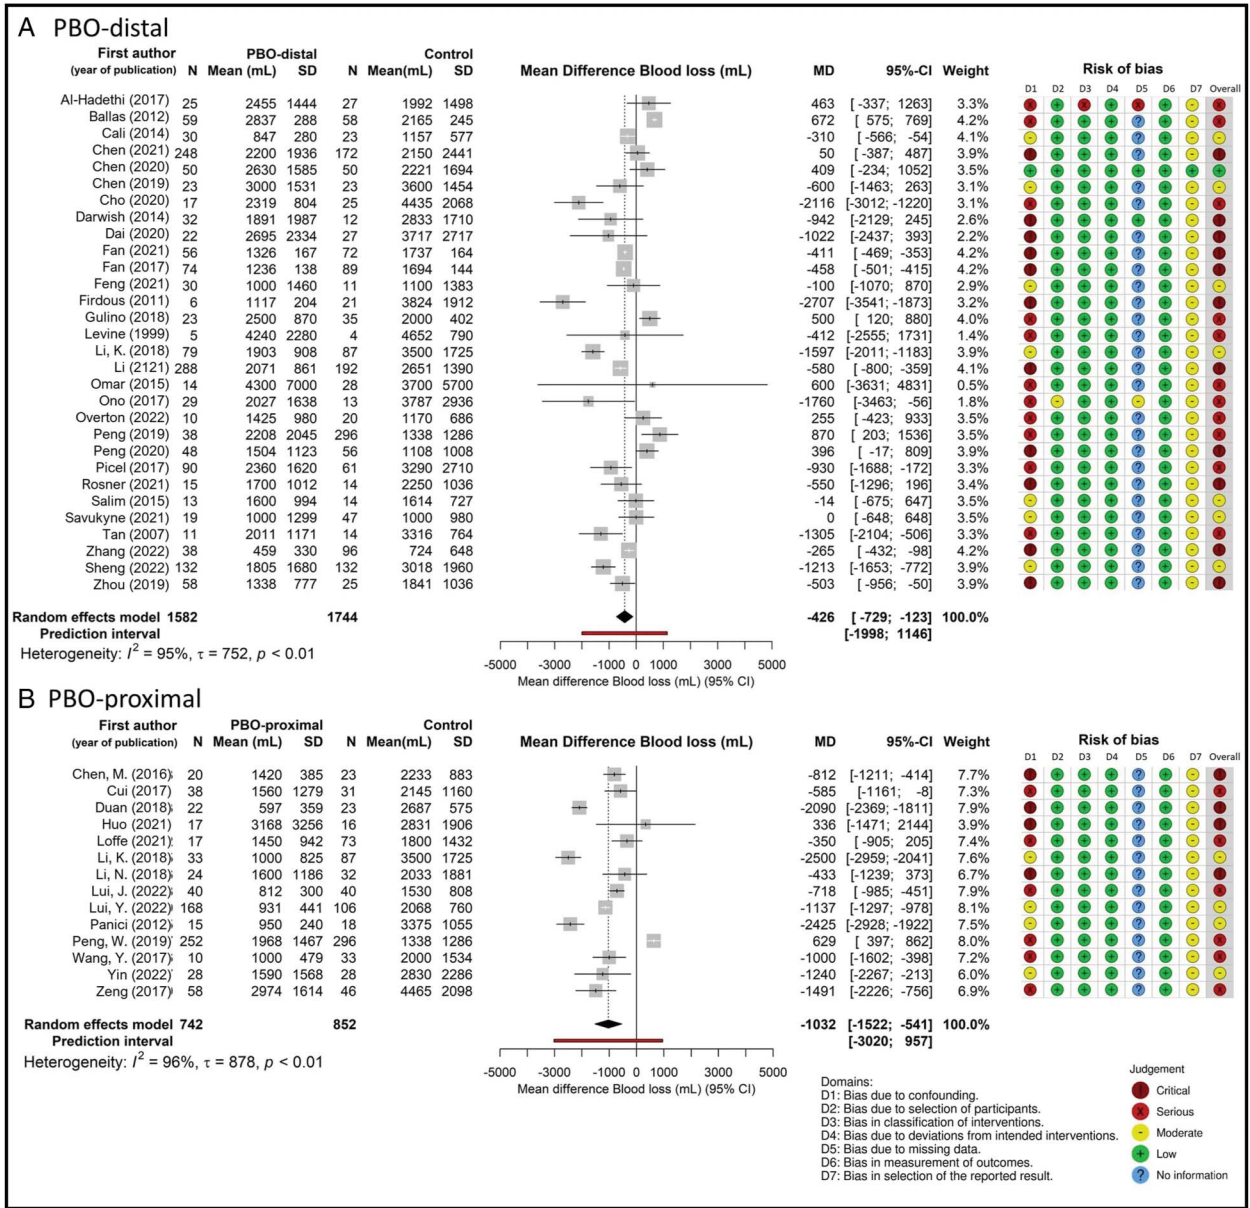 A PBO-distal
First author PBO-distal Control
(year of publication) N Mean (mL) SD N Mean(mL) SD Mean Difference Blood loss (mL) MD 95%-CI Weight Risk of bias
D1 D2 D3 D4 D5 D6 D7 Overall
Al-Hadethi (2017) 25 2455 1444 27 1992 1498 463 [ -337; 1263] 3.3%
Ballas (2012) 59 2837 288 58 2165 245 672 [ 575; 769] 4.2%
Cali (2014) 30 847 280 23 1157 577 -310 [ -566; -54] 4.1%
Chen (2021) 248 2200 1936 172 2150 2441 50 [ -387; 487] 3.9%
Chen (2020) 50 2630 1585 50 2221 1694 409 [ -234; 1052] 3.5%
Chen (2019) 23 3000 1531 23 3600 1454 -600 [ -1463; 263] 3.1%
Cho (2020) 17 2319 804 25 4435 2068 -2116 [-3012; -1220] 3.1%
Darwish (2014) 32 1891 1987 12 2833 1710 -942 [-2129; 245] 2.6%
Dai (2020) 22 2695 2334 27 3717 2717 -1022 [-2437; 393] 2.2%
Fan (2021) 56 1326 167 72 1737 164 -411 [ -469; -353] 4.2%
Fan (2017) 74 1236 138 89 1694 144 -458 [ -501; -415] 4.2%
Feng (2021) 30 1000 1460 11 1100 1383 -100 [ -1070; 870] 2.9%
Firdous (2011) 6 1117 204 21 3824 1912 -2707 [-3541; -1873] 3.2%
Gulino (2018) 23 2500 870 35 2000 402 500 [ 120; 880] 4.0%
Levine (1999) 5 4240 2280 4 4652 790 -412 [-2555; 1731] 1.4%
Li, K. (2018) 79 1903 908 87 3500 1725 -1597 [-2011; -1183] 3.9%
Li (2121) 288 2071 861 192 2651 1390 -580 [ -800; -359] 4.1%
Omar (2015) 14 4300 7000 28 3700 5700 600 [-3631; 4831] 0.5%
Ono (2017) 29 2027 1638 13 3787 2936 -1760 [-3463; -56] 1.8%
Overton (2022) 10 1425 980 20 1170 686 255 [ -423; 933] 3.5%
Peng (2019) 38 2208 2045 296 1338 1286 870 [ 203; 1536] 3.5%
Peng (2020) 48 1504 1123 56 1108 1008 396 [ -17; 809] 3.9%
Picel (2017) 90 2360 1620 61 3290 2710 -930 [-1688; -172] 3.3%
Rosner (2021) 15 1700 1012 14 2250 1036 -550 [-1296; 196] 3.4%
Salim (2015) 13 1600 994 14 1614 727 -14 [ -675; 647] 3.5%
Savukyne (2021) 19 1000 1299 47 1000 980 0 [ -648; 648] 3.5%
Tan (2007) 11 2011 1171 14 3316 764 -1305 [-2104; -506] 3.3%
Zhang (2022) 38 459 330 96 724 648 -265 [ -432; -98] 4.2%
Sheng (2022) 132 1805 1680 132 3018 1960 -1213 [-1653; -772] 3.9%
Zhou (2019) 58 1338 777 25 1841 1036 -503 [ -956; -50] 3.9%
Random effects model 1582 1744 -426 [ -729; -123] 100.0%
Prediction interval [-1998; 1146]
Heterogeneity: I² = 95%, τ = 752, p < 0.01
-5000 -3000 -1000 0 1000 3000 5000
Mean difference Blood loss (mL) (95% CI)
B PBO-proximal
First author PBO-proximal Control
(year of publication) N Mean (mL) SD N Mean(mL) SD Mean Difference Blood loss (mL) MD 95%-CI Weight Risk of bias
D1 D2 D3 D4 D5 D6 D7 Overall
Chen, M. (2016) 20 1420 385 23 2233 883 -812 [-1211; -414] 7.7%
Cui (2017) 38 1560 1279 31 2145 1160 -585 [-1161; -8] 7.3%
Duan (2018) 22 597 359 23 2687 575 -2090 [-2369; -1811] 7.9%
Huo (2021) 17 3168 3256 16 2831 1906 336 [-1471; 2144] 3.9%
Loffe (2021) 17 1450 942 73 1800 1432 -350 [ -905; 205] 7.4%
Li, K. (2018) 33 1000 825 87 3500 1725 -2500 [-2959; -2041] 7.6%
Li, N. (2018) 24 1600 1186 32 2033 1881 -433 [-1239; 373] 6.7%
Lui, J. (2022) 40 812 300 40 1530 808 -718 [ -985; -451] 7.9%
Lui, Y. (2022) 168 931 441 106 2068 760 -1137 [-1297; -978] 8.1%
Panici (2012) 15 950 240 18 3375 1055 -2425 [-2928; -1922] 7.5%
Peng, W. (2019) 252 1968 1467 296 1338 1286 629 [ 397; 862] 8.0%
Wang, Y. (2017) 10 1000 479 33 2000 1534 -1000 [-1602; -398] 7.2%
Yin (2022) 28 1590 1568 28 2830 2286 -1240 [-2267; -213] 6.0%
Zeng (2017) 58 2974 1614 46 4465 2098 -1491 [-2226; -756] 6.9%
Random effects model 742 852 -1032 [-1522; -541] 100.0%
Prediction interval [-3020; 957]
Heterogeneity: I² = 96%, τ = 878, p < 0.01
-5000 -3000 -1000 0 1000 3000 5000
Mean difference Blood loss (mL) (95% CI)
Domains:
D1: Bias due to confounding.
D2: Bias due to selection of participants.
D3: Bias in classification of interventions.
D4: Bias due to deviations from intended interventions.
D5: Bias due to missing data.
D6: Bias in measurement of outcomes.
D7: Bias in selection of the reported result.
Judgement
Critical
Serious
Moderate
Low
No information